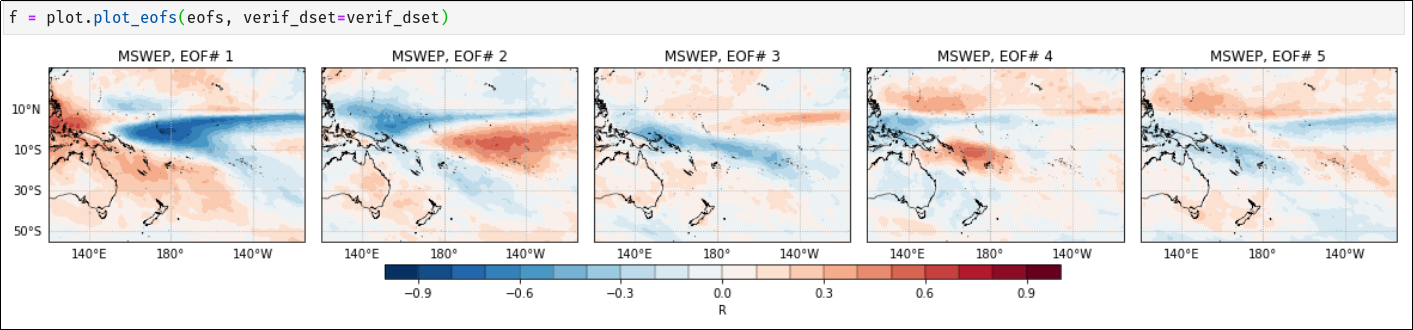 f = plot.plot_eofs(eofs, verif_dset=verif_dset)
MSWEP, EOF# 1 MSWEP, EOF# 2 MSWEP, EOF# 3 MSWEP, EOF# 4 MSWEP, EOF# 5
10°N
10°S
30°S
50°S
140°E 180° 140°W 140°E 180° 140°W 140°E 180° 140°W 140°E 180° 140°W 140°E 180° 140°W
−0.9 −0.6 −0.3 0.0 0.3 0.6 0.9
R